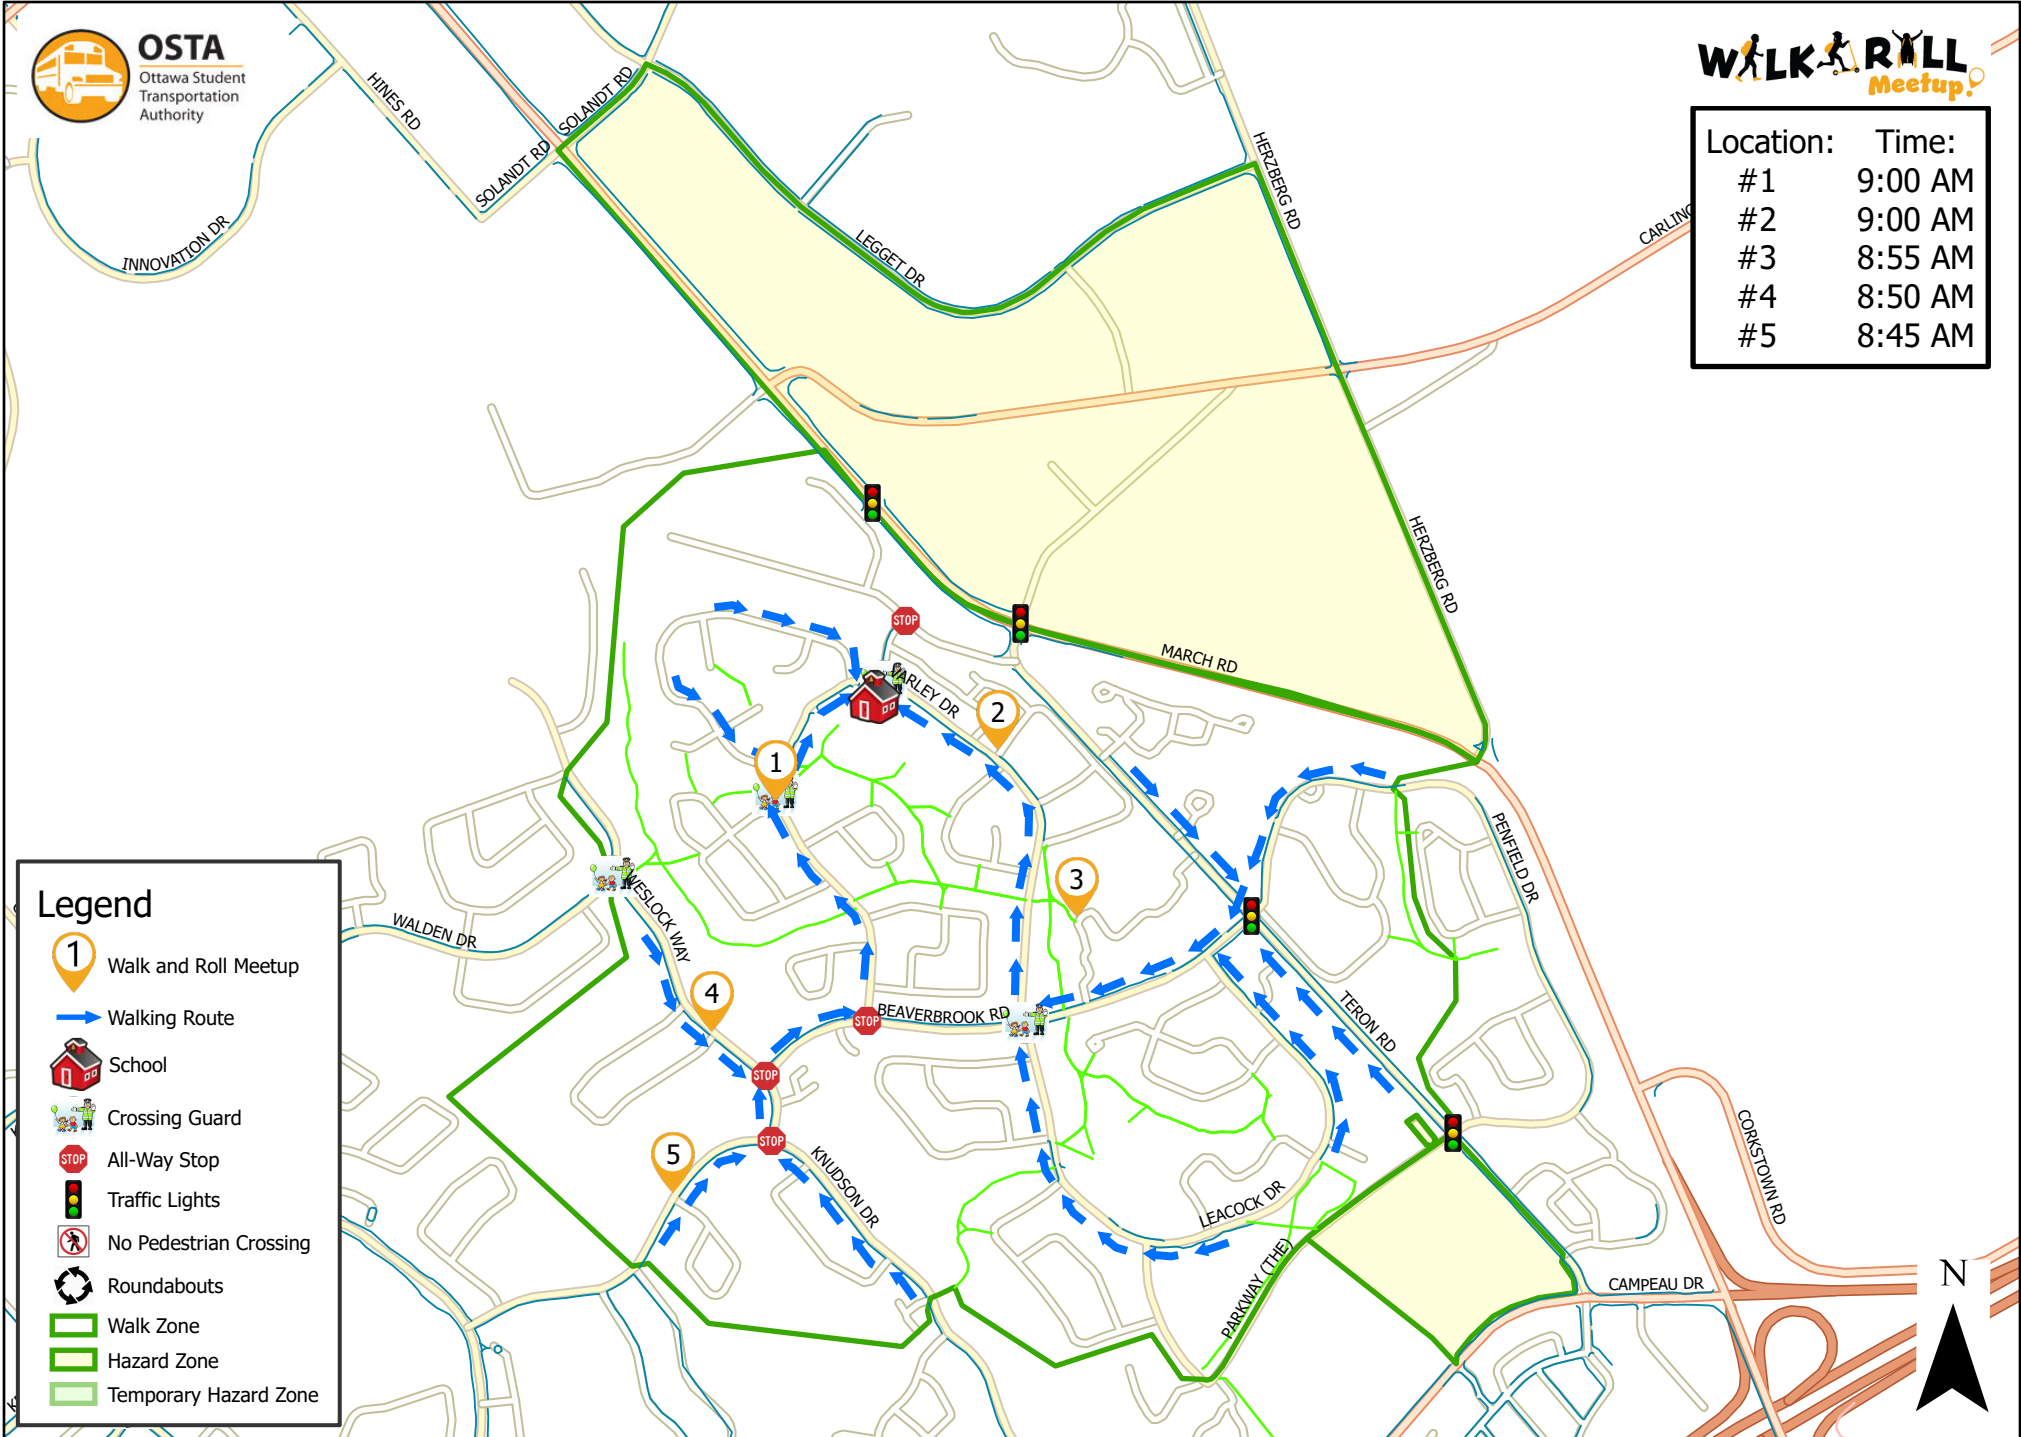 OSTA
Ottawa Student
Transportation
Authority
WALK & ROLL
Meetup!
Location: Time:
#1 9:00 AM
#2 9:00 AM
#3 8:55 AM
#4 8:50 AM
#5 8:45 AM
HINES RD
SOLANDT RD
SOLANDT RD
INNOVATION DR
LEGGET DR
HERZBERG RD
CARLING
HERZBERG RD
MARCH RD
STOP
VARLEY DR
2
1
3
PENFIELD DR
WESLOCK WAY
WALDEN DR
4
BEAVERBROOK RD
STOP
TERON RD
STOP
STOP
5
KNUDSON DR
LEACOCK DR
PARKWAY (THE)
CORKSTOWN RD
CAMPEAU DR
N
Legend
1 Walk and Roll Meetup
Walking Route
School
Crossing Guard
STOP All-Way Stop
Traffic Lights
No Pedestrian Crossing
Roundabouts
Walk Zone
Hazard Zone
Temporary Hazard Zone